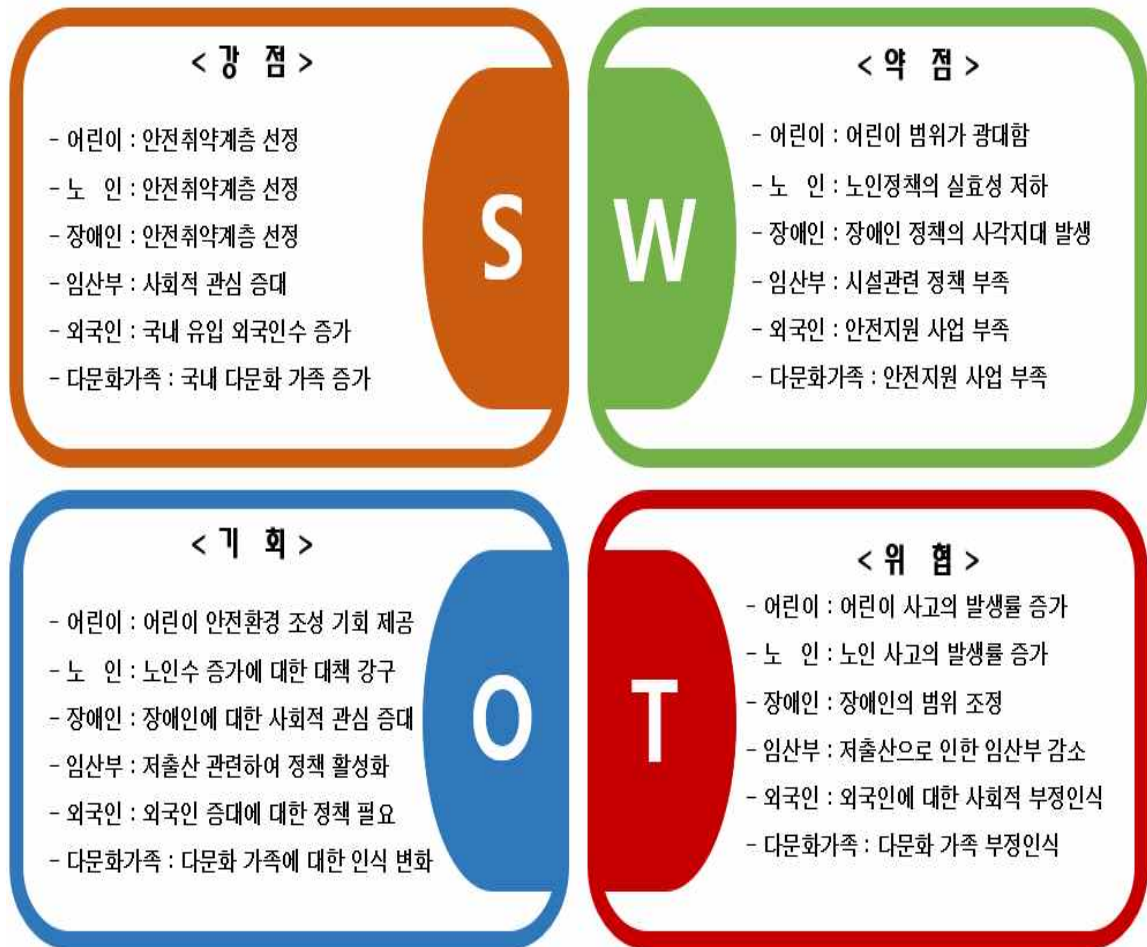 < 강 점 >
- 어린이 : 안전취약계층 선정
- 노 인 : 안전취약계층 선정
- 장애인 : 안전취약계층 선정
- 임산부 : 사회적 관심 증대
- 외국인 : 국내 유입 외국인수 증가
- 다문화가족 : 국내 다문화 가족 증가
S
< 약 점 >
- 어린이 : 어린이 범위가 광대함
- 노 인 : 노인정책의 실효성 저하
- 장애인 : 장애인 정책의 사각지대 발생
- 임산부 : 시설관련 정책 부족
- 외국인 : 안전지원 사업 부족
- 다문화가족 : 안전지원 사업 부족
W
< 기 회 >
- 어린이 : 어린이 안전환경 조성 기회 제공
- 노 인 : 노인수 증가에 대한 대책 강구
- 장애인 : 장애인에 대한 사회적 관심 증대
- 임산부 : 저출산 관련하여 정책 활성화
- 외국인 : 외국인 증대에 대한 정책 필요
- 다문화가족 : 다문화 가족에 대한 인식 변화
O
< 위 협 >
- 어린이 : 어린이 사고의 발생률 증가
- 노 인 : 노인 사고의 발생률 증가
- 장애인 : 장애인의 범위 조정
- 임산부 : 저출산으로 인한 임산부 감소
- 외국인 : 외국인에 대한 사회적 부정인식
- 다문화가족 : 다문화 가족 부정인식
T